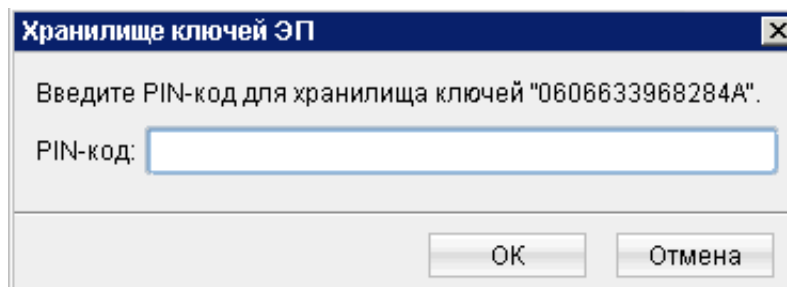 Хранилище ключей ЭП
Введите PIN-код для хранилища ключей "0606633968284A".
PIN-код:
ОК Отмена